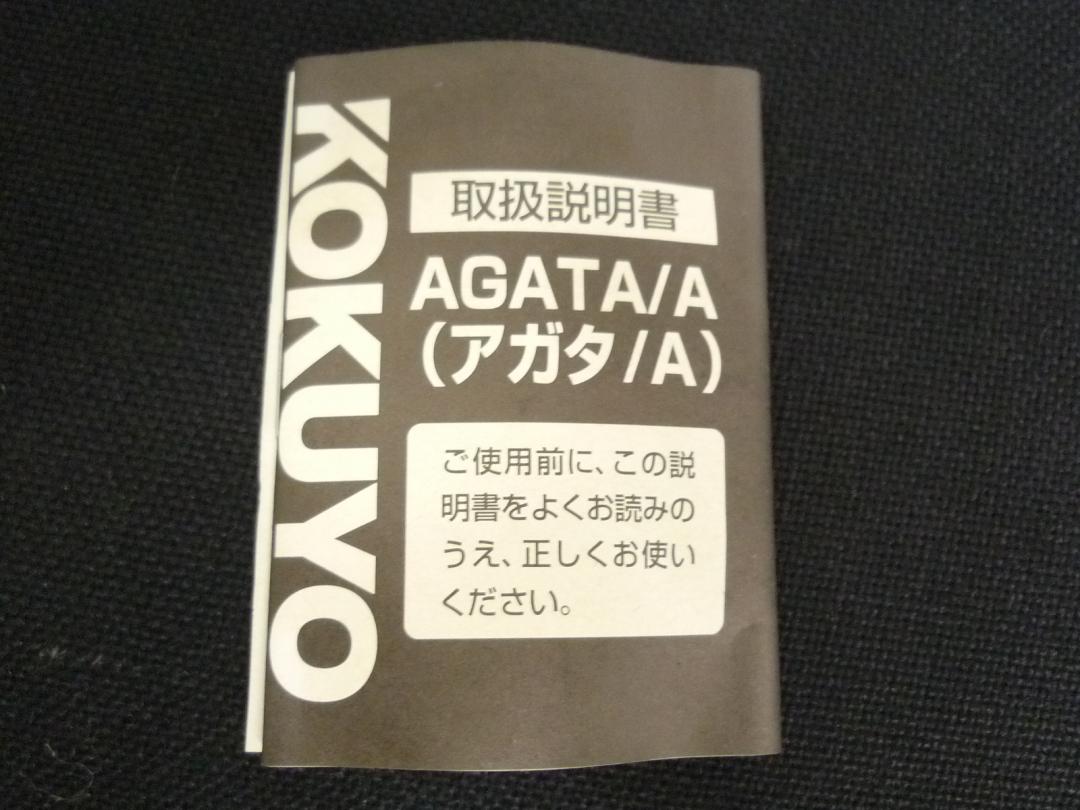 KOKUYO
取扱説明書
AGATA/A
(アガタ/A)
ご使用前に、この説
明書をよくお読みの
うえ、正しくお使い
ください。